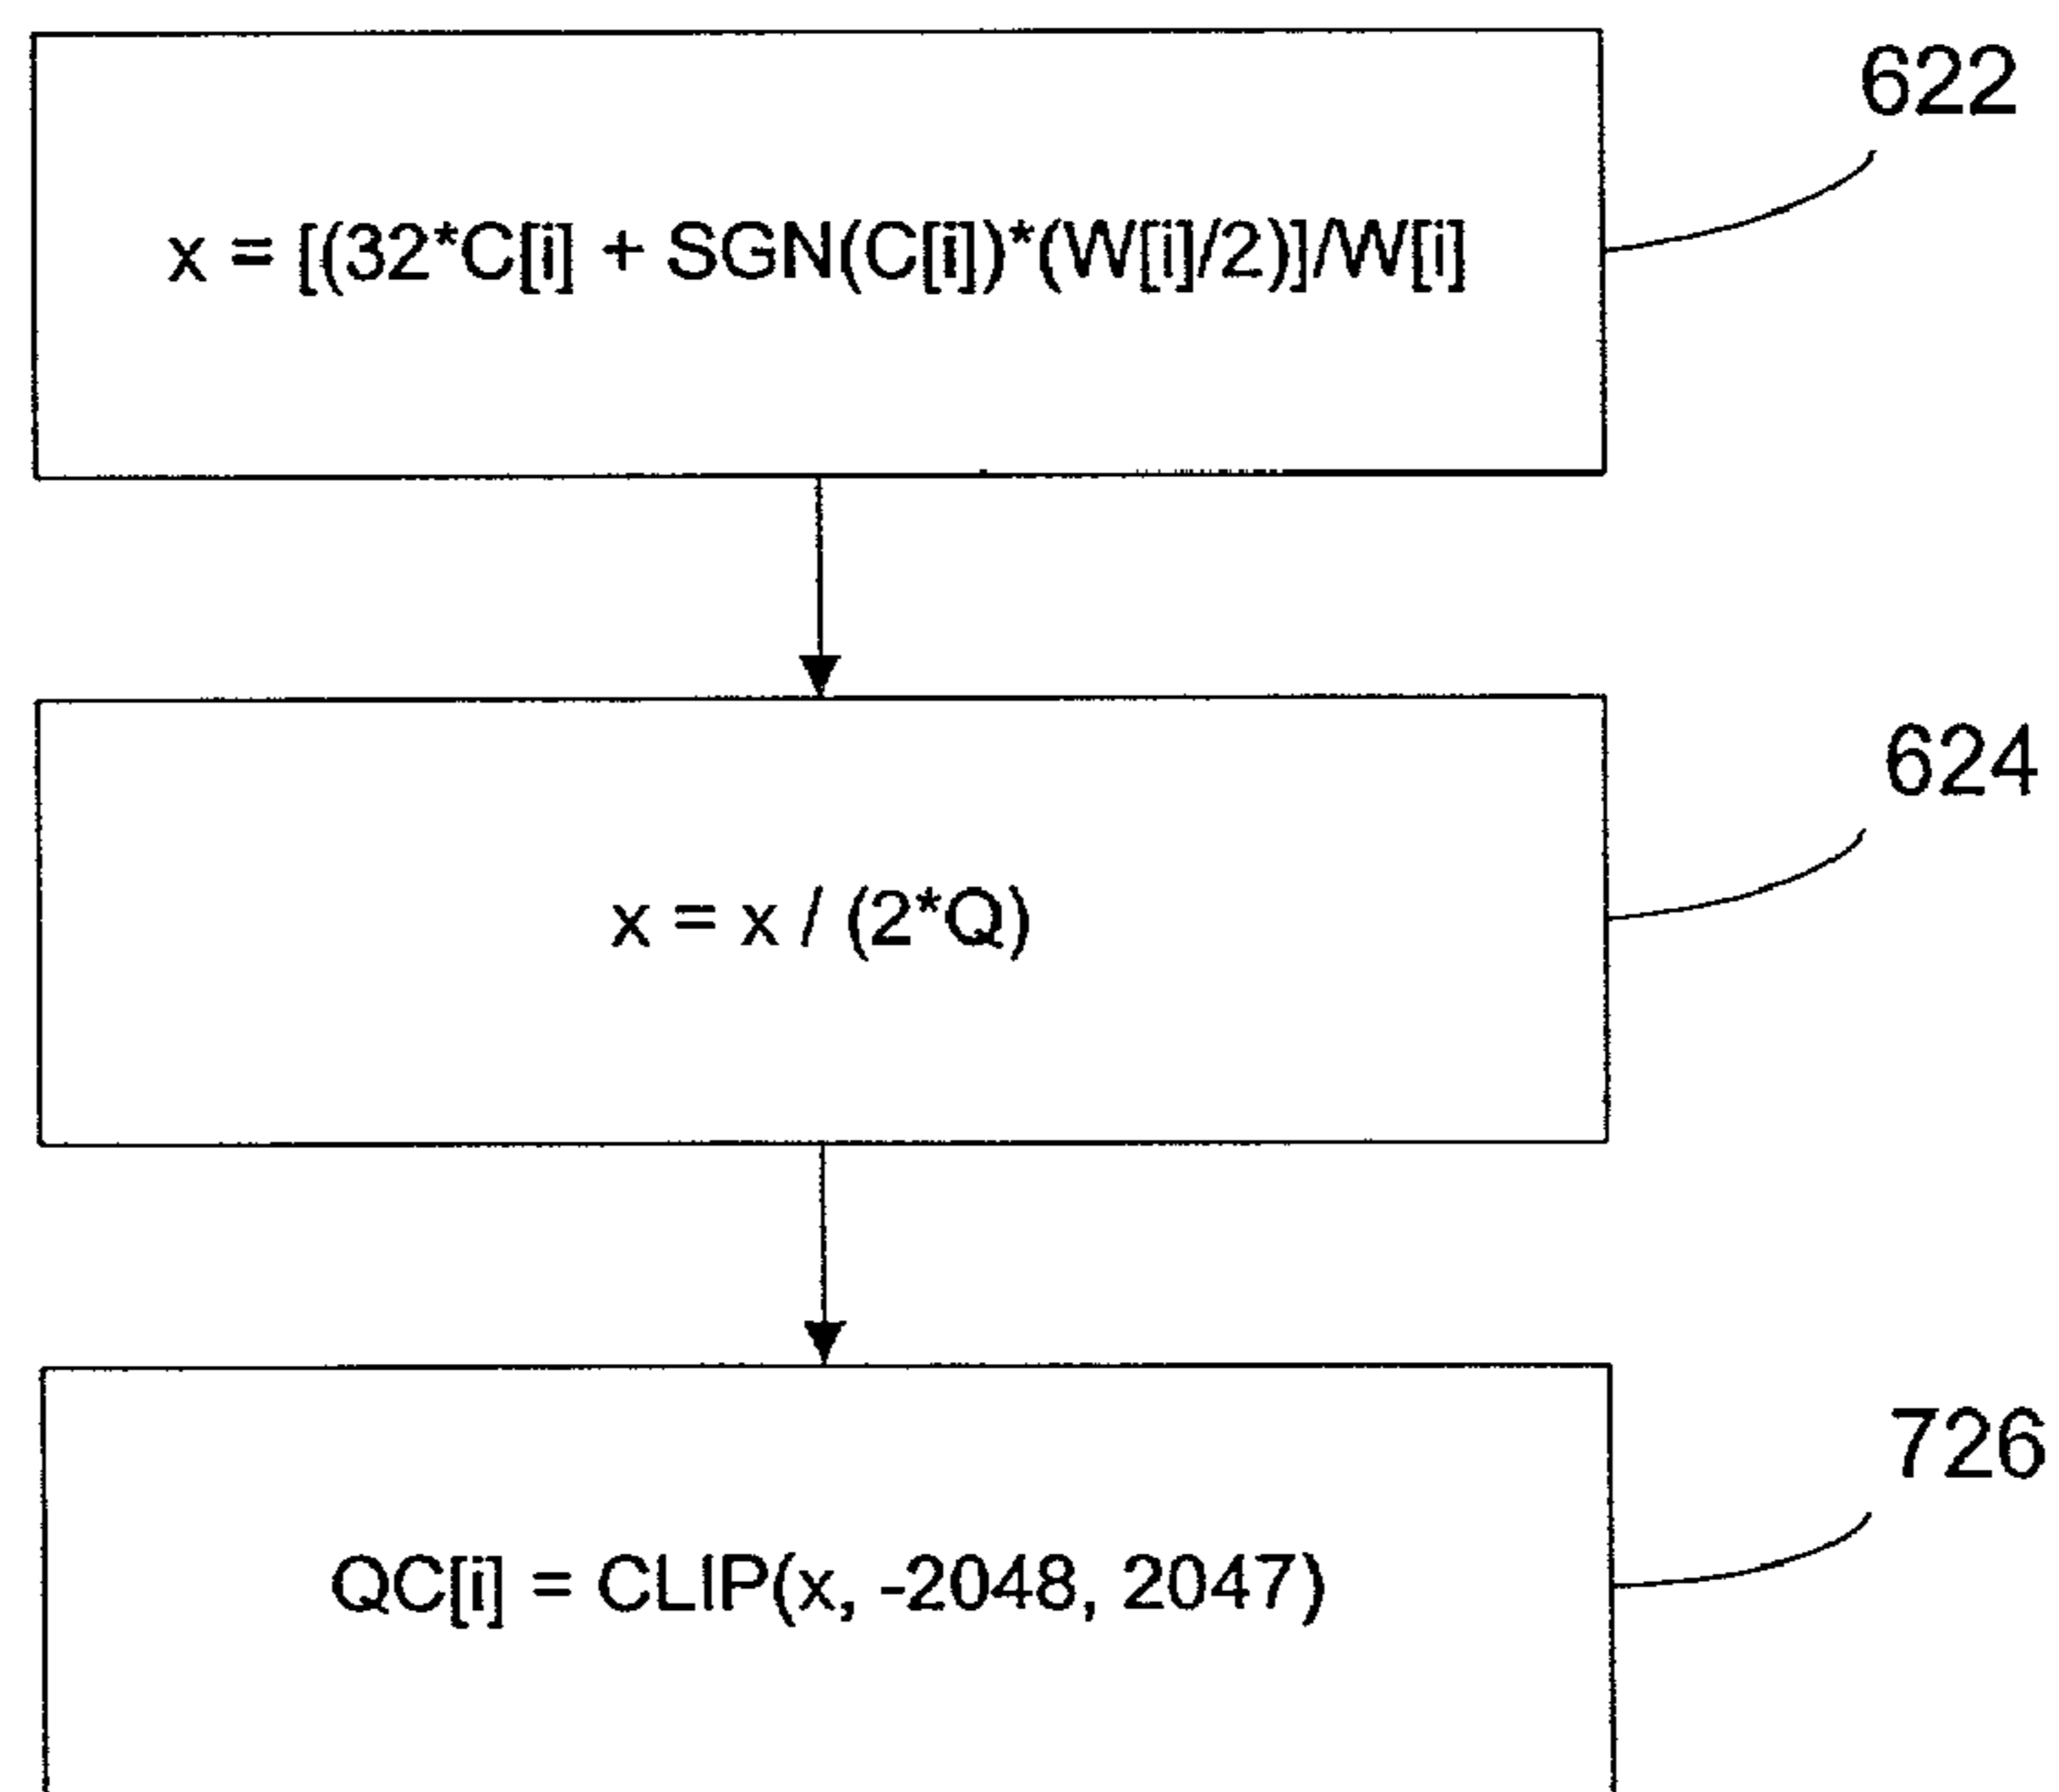 622
x = [(32*C[i] + SGN(C[i])*(W[i]/2)]/W[i]
624
x = x / (2*Q)
726
QC[i] = CLIP(x, -2048, 2047)